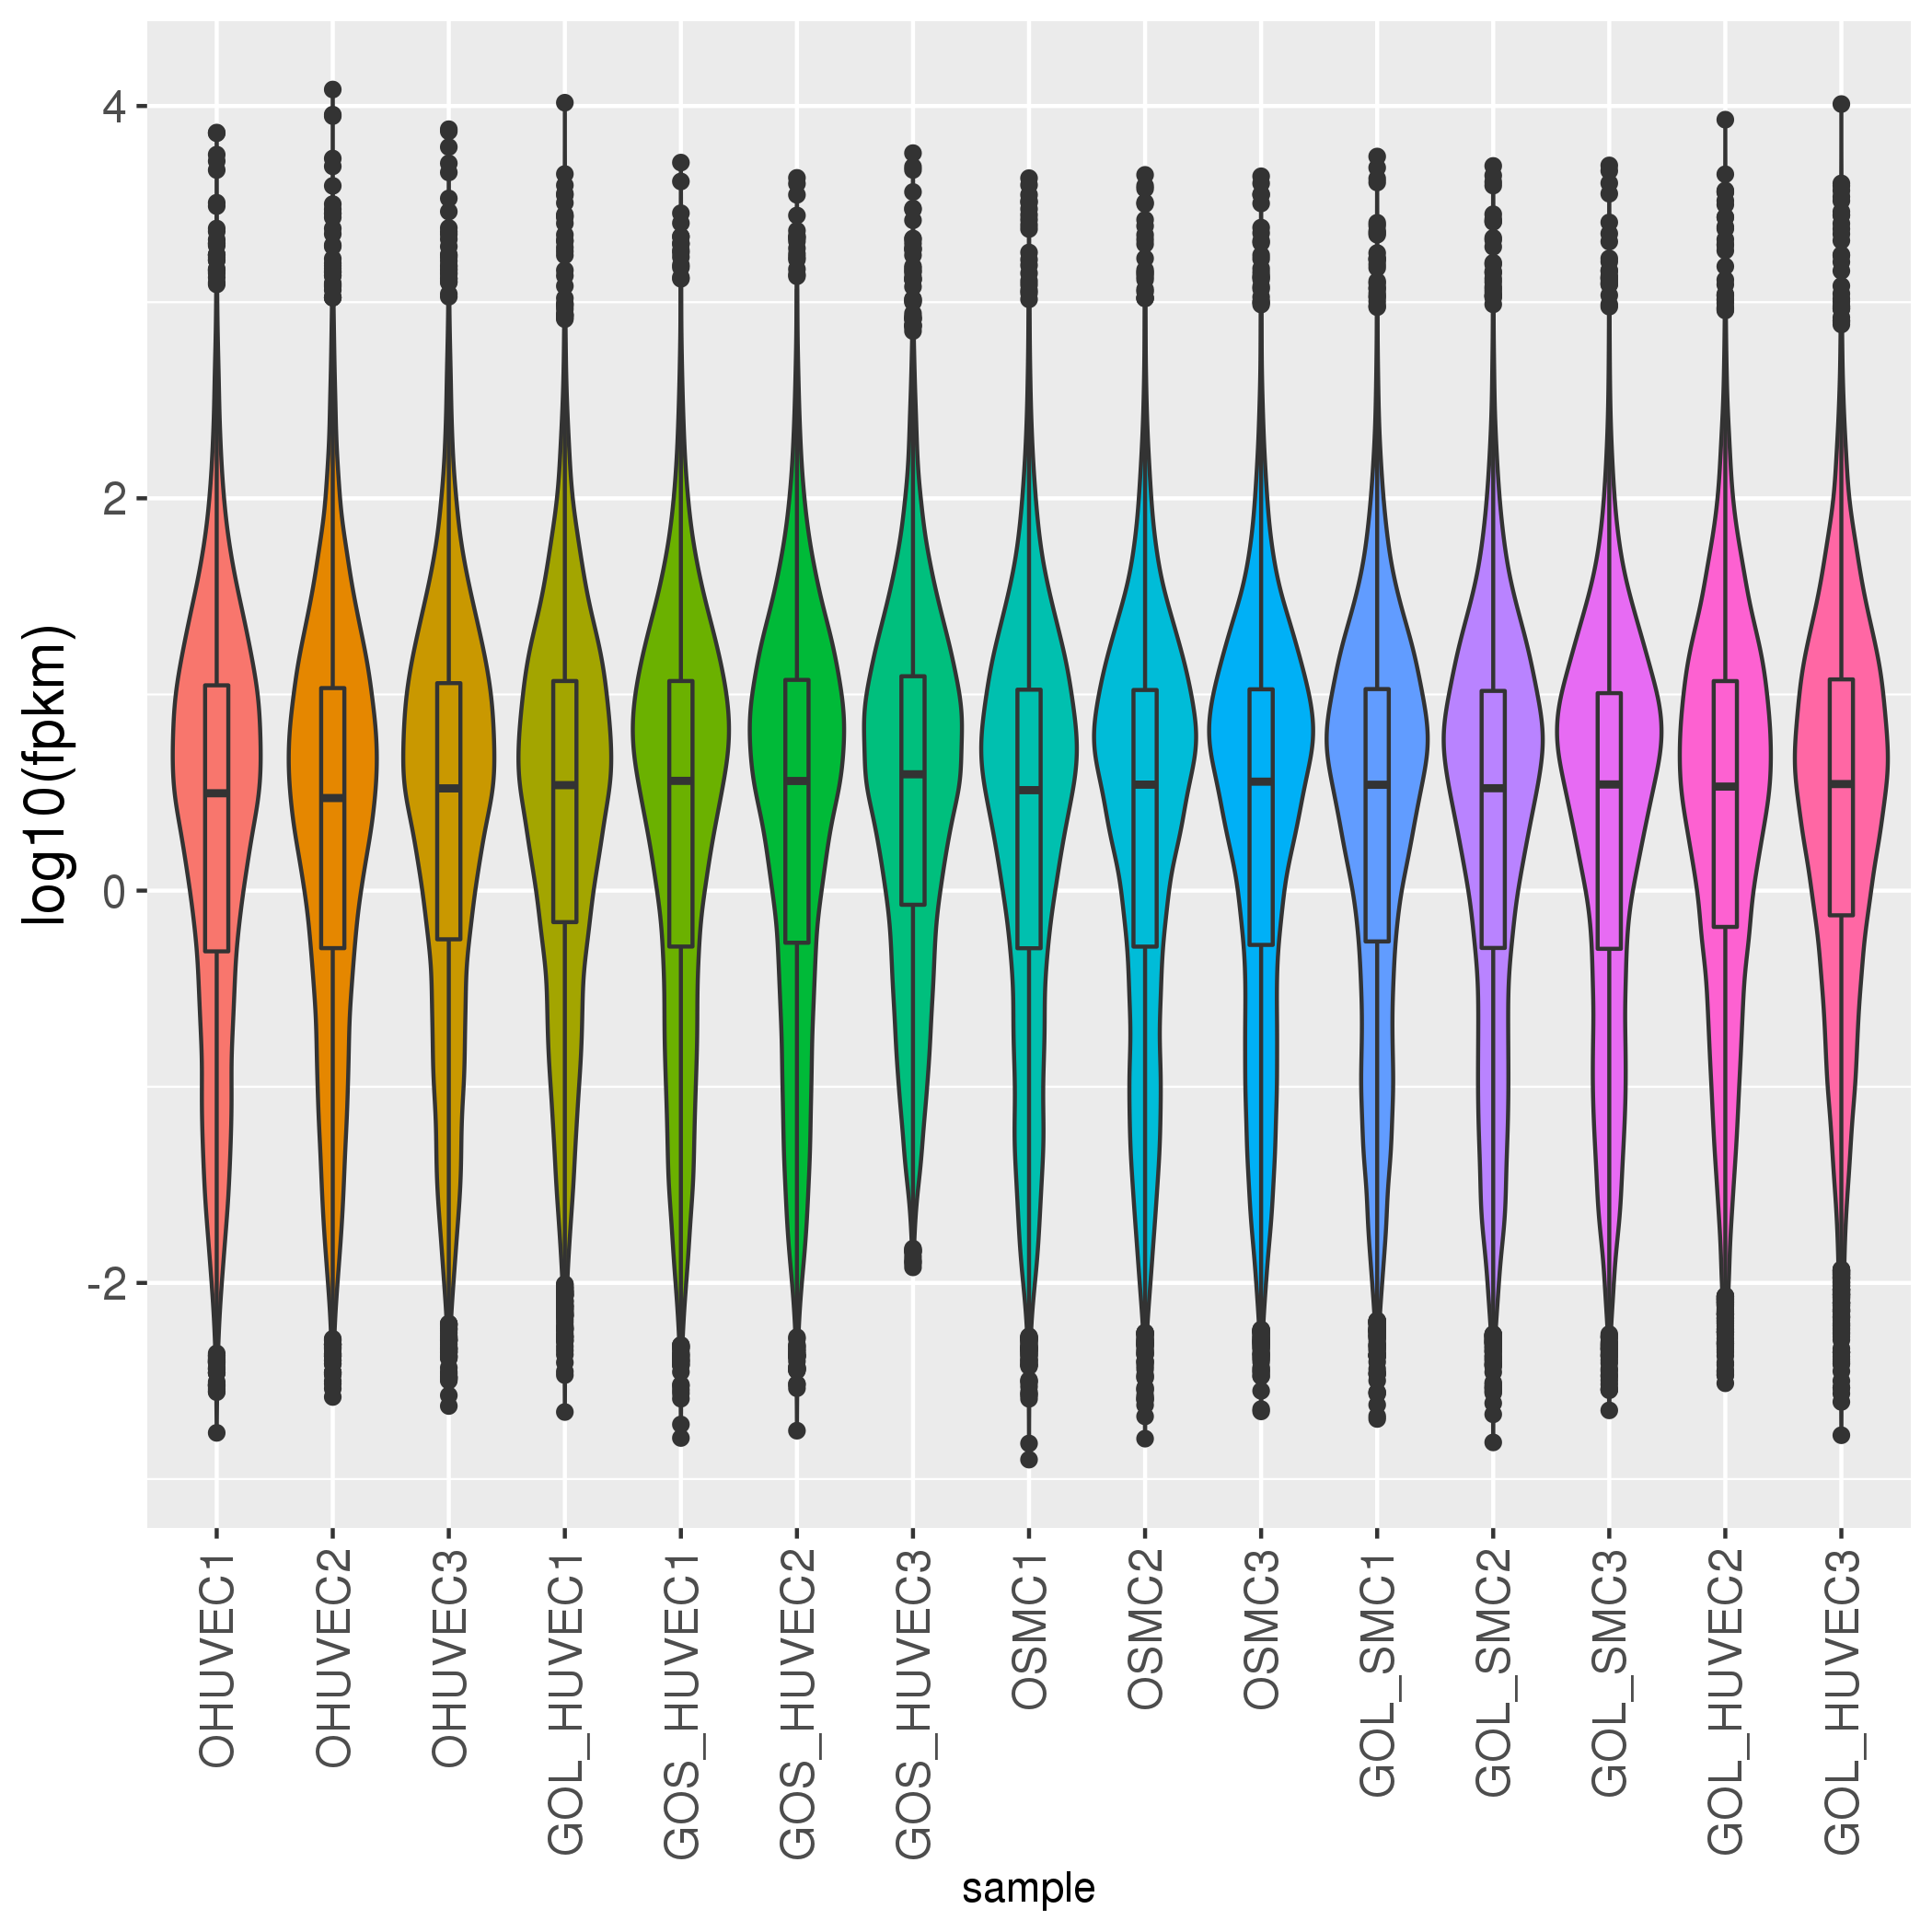 log10(fpkm)
4
2
0
-2
OHUVEC1
OHUVEC2
OHUVEC3
GOL_HUVEC1
GOS_HUVEC1
GOS_HUVEC2
GOS_HUVEC3
OSMC1
OSMC2
OSMC3
GOL_SMC1
GOL_SMC2
GOL_SMC3
GOL_HUVEC2
GOL_HUVEC3
sample